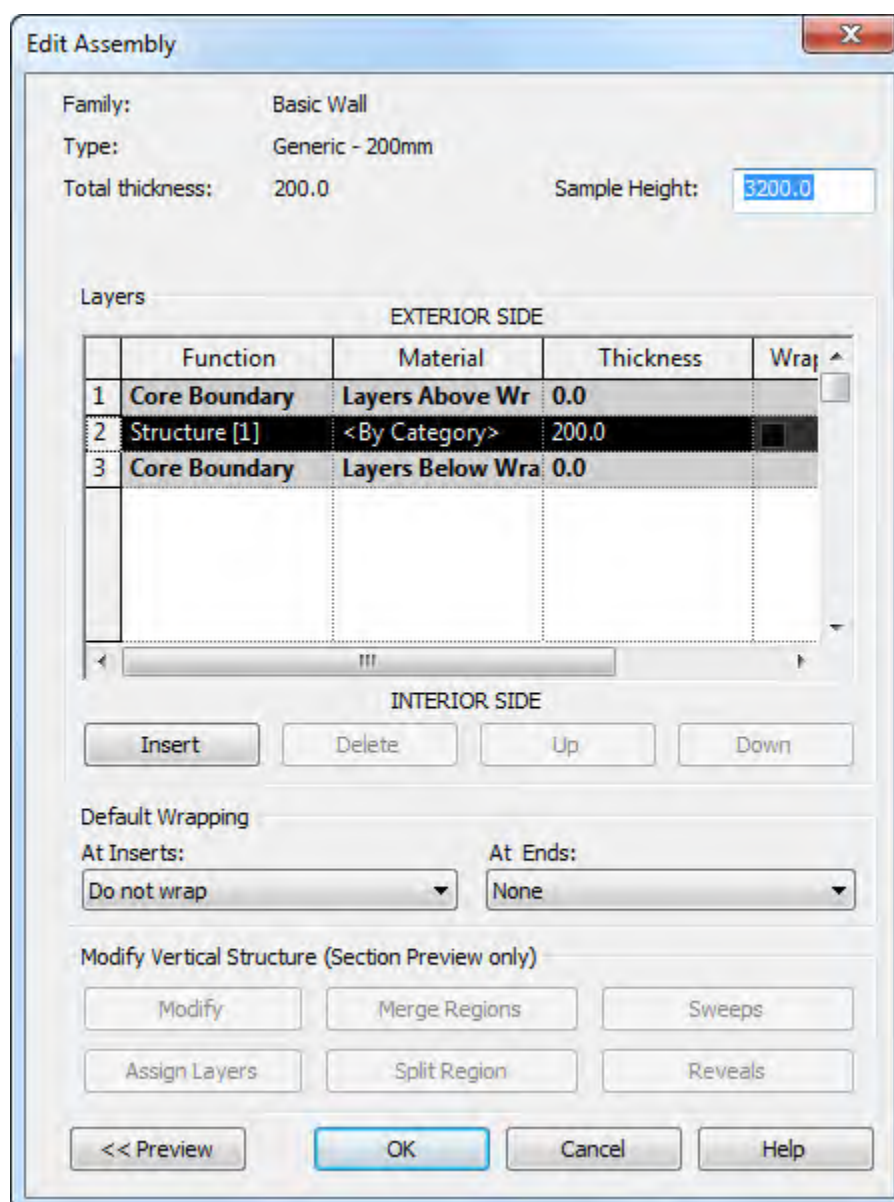 Edit Assembly
Family: Basic Wall
Type: Generic - 200mm
Total thickness: 200.0 Sample Height: 3200.0
Layers
EXTERIOR SIDE
Function Material Thickness Wrap
1 Core Boundary Layers Above Wr 0.0
2 Structure [1] <By Category> 200.0
3 Core Boundary Layers Below Wra 0.0
INTERIOR SIDE
Insert Delete Up Down
Default Wrapping
At Inserts: At Ends:
Do not wrap None
Modify Vertical Structure (Section Preview only)
Modify Merge Regions Sweeps
Assign Layers Split Region Reveals
<< Preview OK Cancel Help